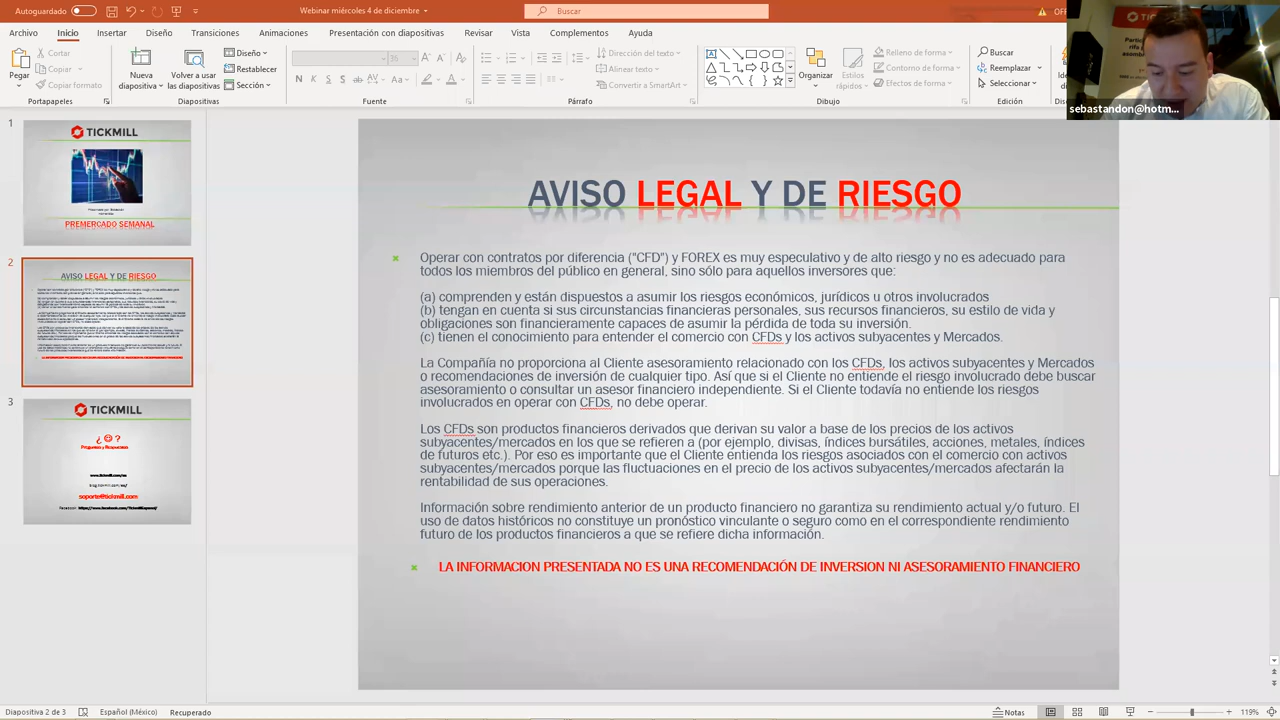 Autoguardado
Webinar miércoles 4 de diciembre
Buscar
Archivo
Inicio
Insertar
Diseño
Transiciones
Animaciones
Presentación con diapositivas
Revisar
Vista
Complementos
Ayuda
Pegar
Cortar
Copiar
Copiar formato
Portapapeles
Nueva diapositiva
Volver a usar las diapositivas
Diseño
Restablecer
Sección
Diapositivas
Fuente
Dirección del texto
Alinear texto
Convertir a SmartArt
Párrafo
Organizar
Estilos rápidos
Relleno de forma
Contorno de forma
Efectos de forma
Dibujo
Buscar
Reemplazar
Seleccionar
Edición
TICK
sebastandon@hotm...
1
TICKMILL
PREMERCADO SEMANAL
2
AVISO LEGAL Y DE RIESGO
3
TICKMILL
¿ ?
www.tickmill.com/es
soporte@tickmill.com
AVISO LEGAL Y DE RIESGO
Operar con contratos por diferencia ("CFD") y FOREX es muy especulativo y de alto riesgo y no es adecuado para
todos los miembros del público en general, sino sólo para aquellos inversores que:
(a) comprenden y están dispuestos a asumir los riesgos económicos, jurídicos u otros involucrados
(b) tengan en cuenta si sus circunstancias financieras personales, sus recursos financieros, su estilo de vida y
obligaciones son financieramente capaces de asumir la pérdida de toda su inversión.
(c) tienen el conocimiento para entender el comercio con CFDs y los activos subyacentes y Mercados.
La Compañía no proporciona al Cliente asesoramiento relacionado con los CFDs, los activos subyacentes y Mercados
o recomendaciones de inversión de cualquier tipo. Así que si el Cliente no entiende el riesgo involucrado debe buscar
asesoramiento o consultar un asesor financiero independiente. Si el Cliente todavía no entiende los riesgos
involucrados en operar con CFDS, no debe operar.
Los CFDs son productos financieros derivados que derivan su valor a base de los precios de los activos
subyacentes/mercados en los que se refieren a (por ejemplo, datos, índices bursátiles, acciones, metales, índices
de futuros etc.). Por eso es importante que el Cliente entienda los riesgos asociados con el comercio con activos
subyacentes/mercados porque las fluctuaciones en el precio de los activos subyacentes/mercados afectarán la
rentabilidad de sus operaciones.
Información sobre rendimiento anterior de un producto financiero no garantiza su rendimiento actual y/o futuro. El
uso de datos históricos no constituye un pronóstico vinculante o seguro como en el correspondiente rendimiento
futuro de los productos financieros a que se refiere dicha información.
LA INFORMACION PRESENTADA NO ES UNA RECOMENDACIÓN DE INVERSION NI ASESORAMIENTO FINANCIERO
Diapositiva 2 de 3
Español (México)
Recuperado
Notas
119%